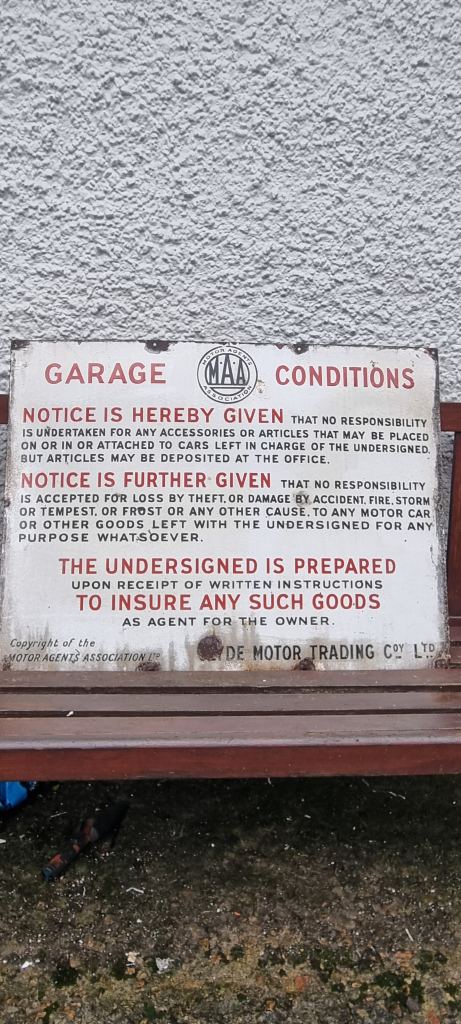 GARAGE CONDITIONS
MOTOR AGENTS
MAA
ASSOCIATION
NOTICE IS HEREBY GIVEN THAT NO RESPONSIBILITY
IS UNDERTAKEN FOR ANY ACCESSORIES OR ARTICLES THAT MAY BE PLACED
ON OR IN OR ATTACHED TO CARS LEFT IN CHARGE OF THE UNDERSIGNED.
BUT ARTICLES MAY BE DEPOSITED AT THE OFFICE.
NOTICE IS FURTHER GIVEN THAT NO RESPONSIBILITY
IS ACCEPTED FOR LOSS BY THEFT, OR DAMAGE BY ACCIDENT, FIRE, STORM
OR TEMPEST, OR FROST OR ANY OTHER CAUSE, TO ANY MOTOR CAR
OR OTHER GOODS LEFT WITH THE UNDERSIGNED FOR ANY
PURPOSE WHATSOEVER.
THE UNDERSIGNED IS PREPARED
UPON RECEIPT OF WRITTEN INSTRUCTIONS
TO INSURE ANY SUCH GOODS
AS AGENT FOR THE OWNER.
Copyright of the
MOTOR AGENTS ASSOCIATION LTD
MOTOR TRADING COY LTD